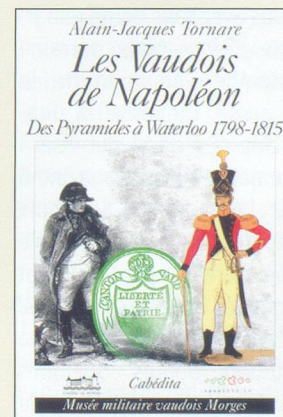 Alain-Jacques Tornare
Les Vaudois
de Napoléon
Des Pyramides à Waterloo 1798-1815
CANTON DE VAUD
LIBERTÉ
ET
PATRIE
Cabédita
Musée militaire vaudois Morges